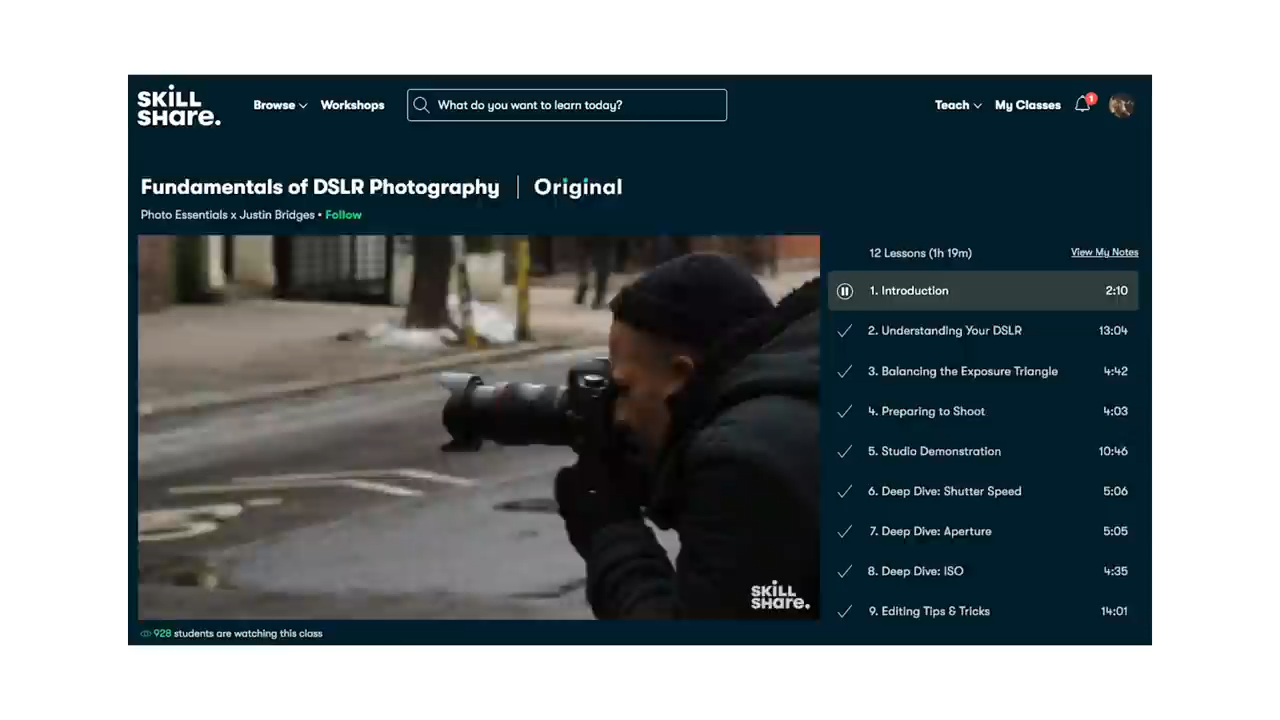 SKILL
SHare.
Browse
Workshops
What do you want to learn today?
Teach
My Classes
1
Fundamentals of DSLR Photography | Original
Photo Essentials x Justin Bridges • Follow
12 Lessons (1h 19m)
View My Notes
1. Introduction 2:10
2. Understanding Your DSLR 13:04
3. Balancing the Exposure Triangle 4:42
4. Preparing to Shoot 4:03
5. Studio Demonstration 10:46
6. Deep Dive: Shutter Speed 5:06
7. Deep Dive: Aperture 5:05
8. Deep Dive: ISO 4:35
9. Editing Tips & Tricks 14:01
SKILL
SHare.
928 students are watching this class